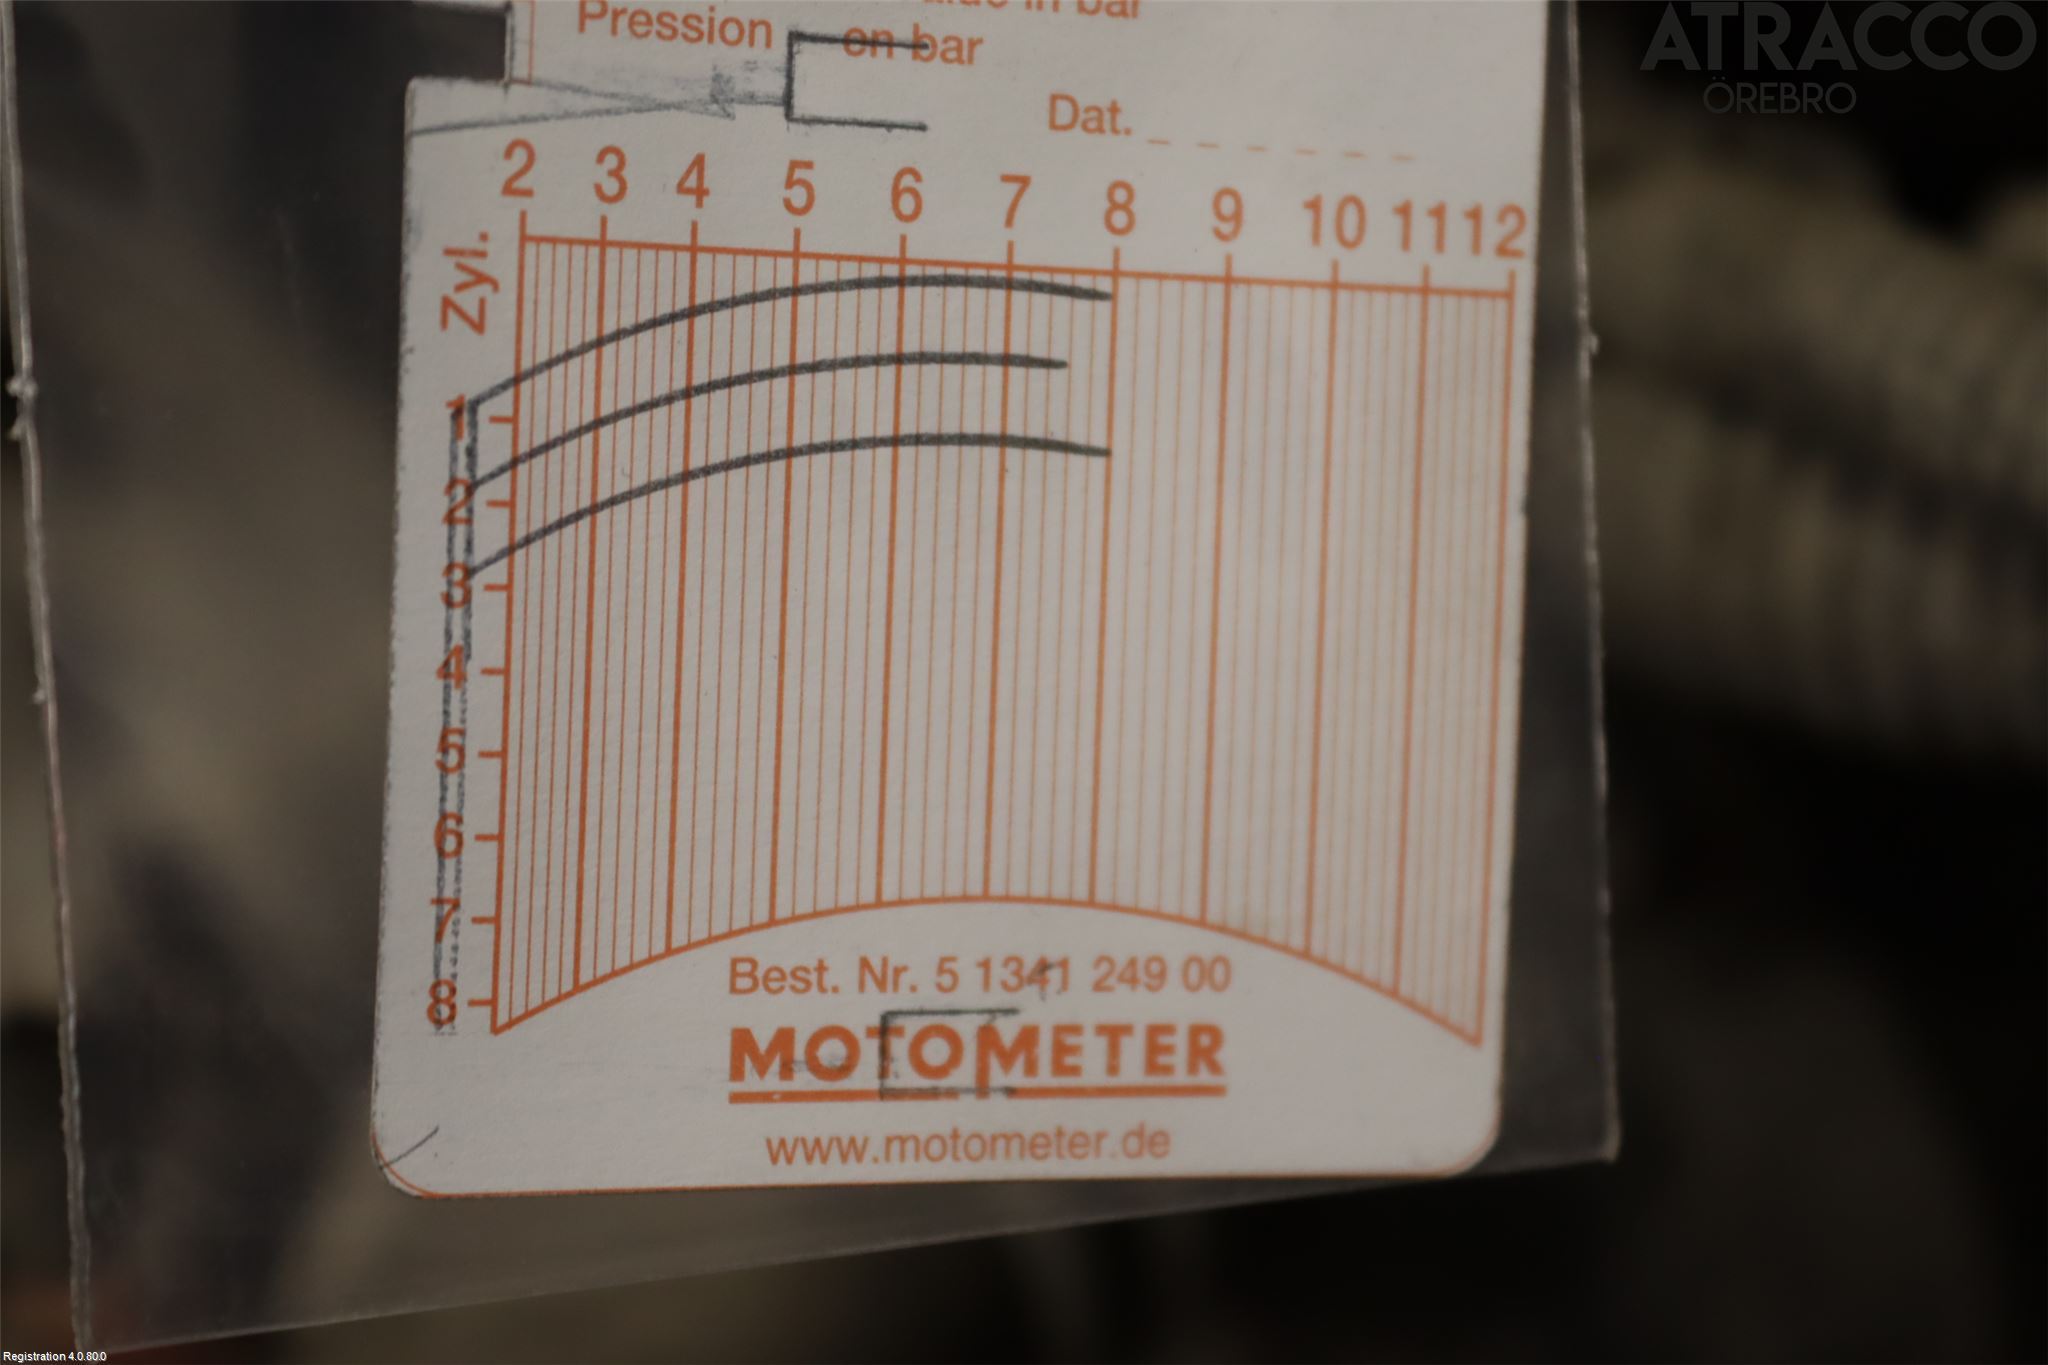 ATRACCO
ÖREBRO
in bar
Pression en bar
Dat.
2 3 4 5 6 7 8 9 10 11 12
Zyl.
1
2
3
4
5
6
7
8
Best. Nr. 5 1341 249 00
MOTOMETER
www.motometer.de
Registration 4.0.80.0